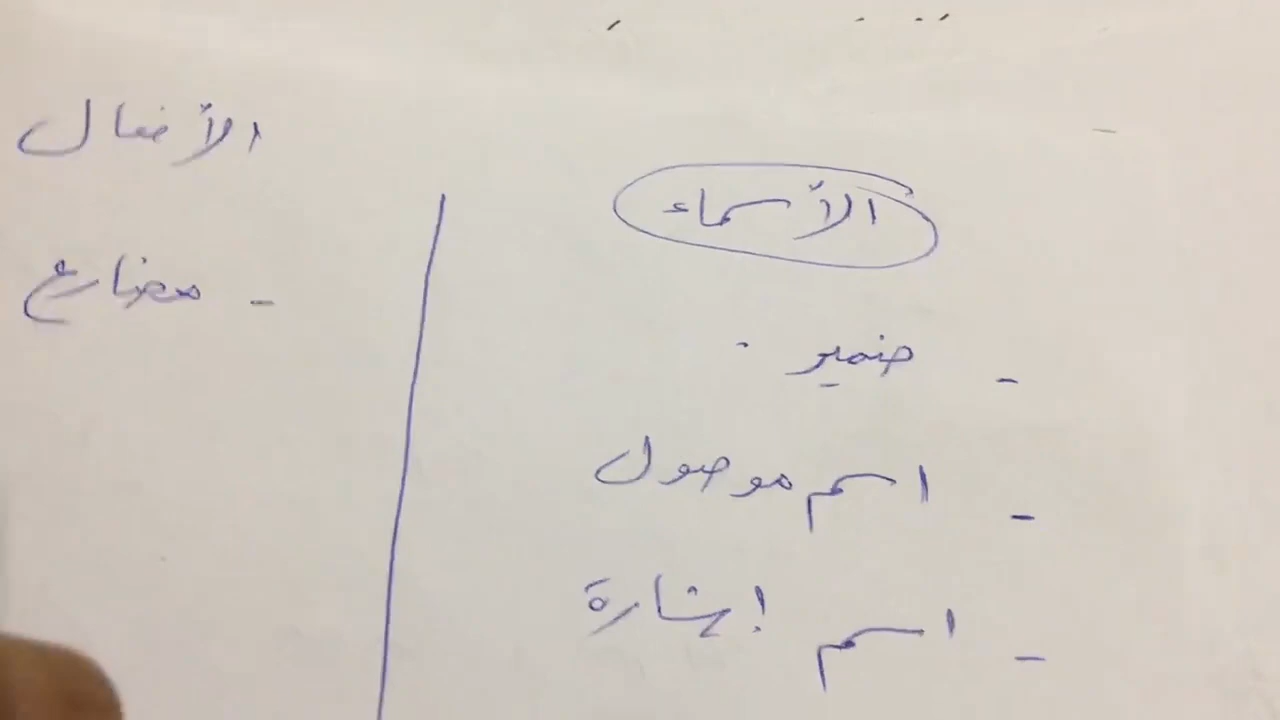 الأسماء
- ضمير
- اسم موصول
- اسم إشارة
الأفعال
- مضارع